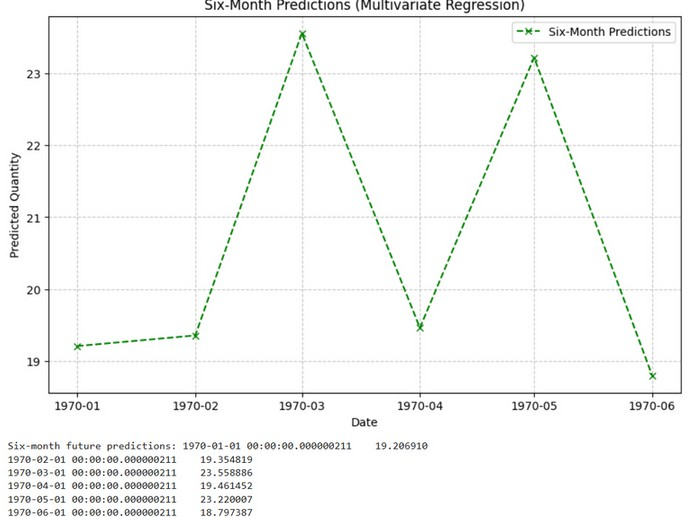 Six-Month Predictions (Multivariate Regression)
Six-Month Predictions
23
22
21
20
19
Predicted Quantity
1970-01 1970-02 1970-03 1970-04 1970-05 1970-06
Date
Six-month future predictions: 1970-01-01 00:00:00.000000211 19.206910
1970-02-01 00:00:00.000000211 19.354819
1970-03-01 00:00:00.000000211 23.558886
1970-04-01 00:00:00.000000211 19.461452
1970-05-01 00:00:00.000000211 23.220007
1970-06-01 00:00:00.000000211 18.797387